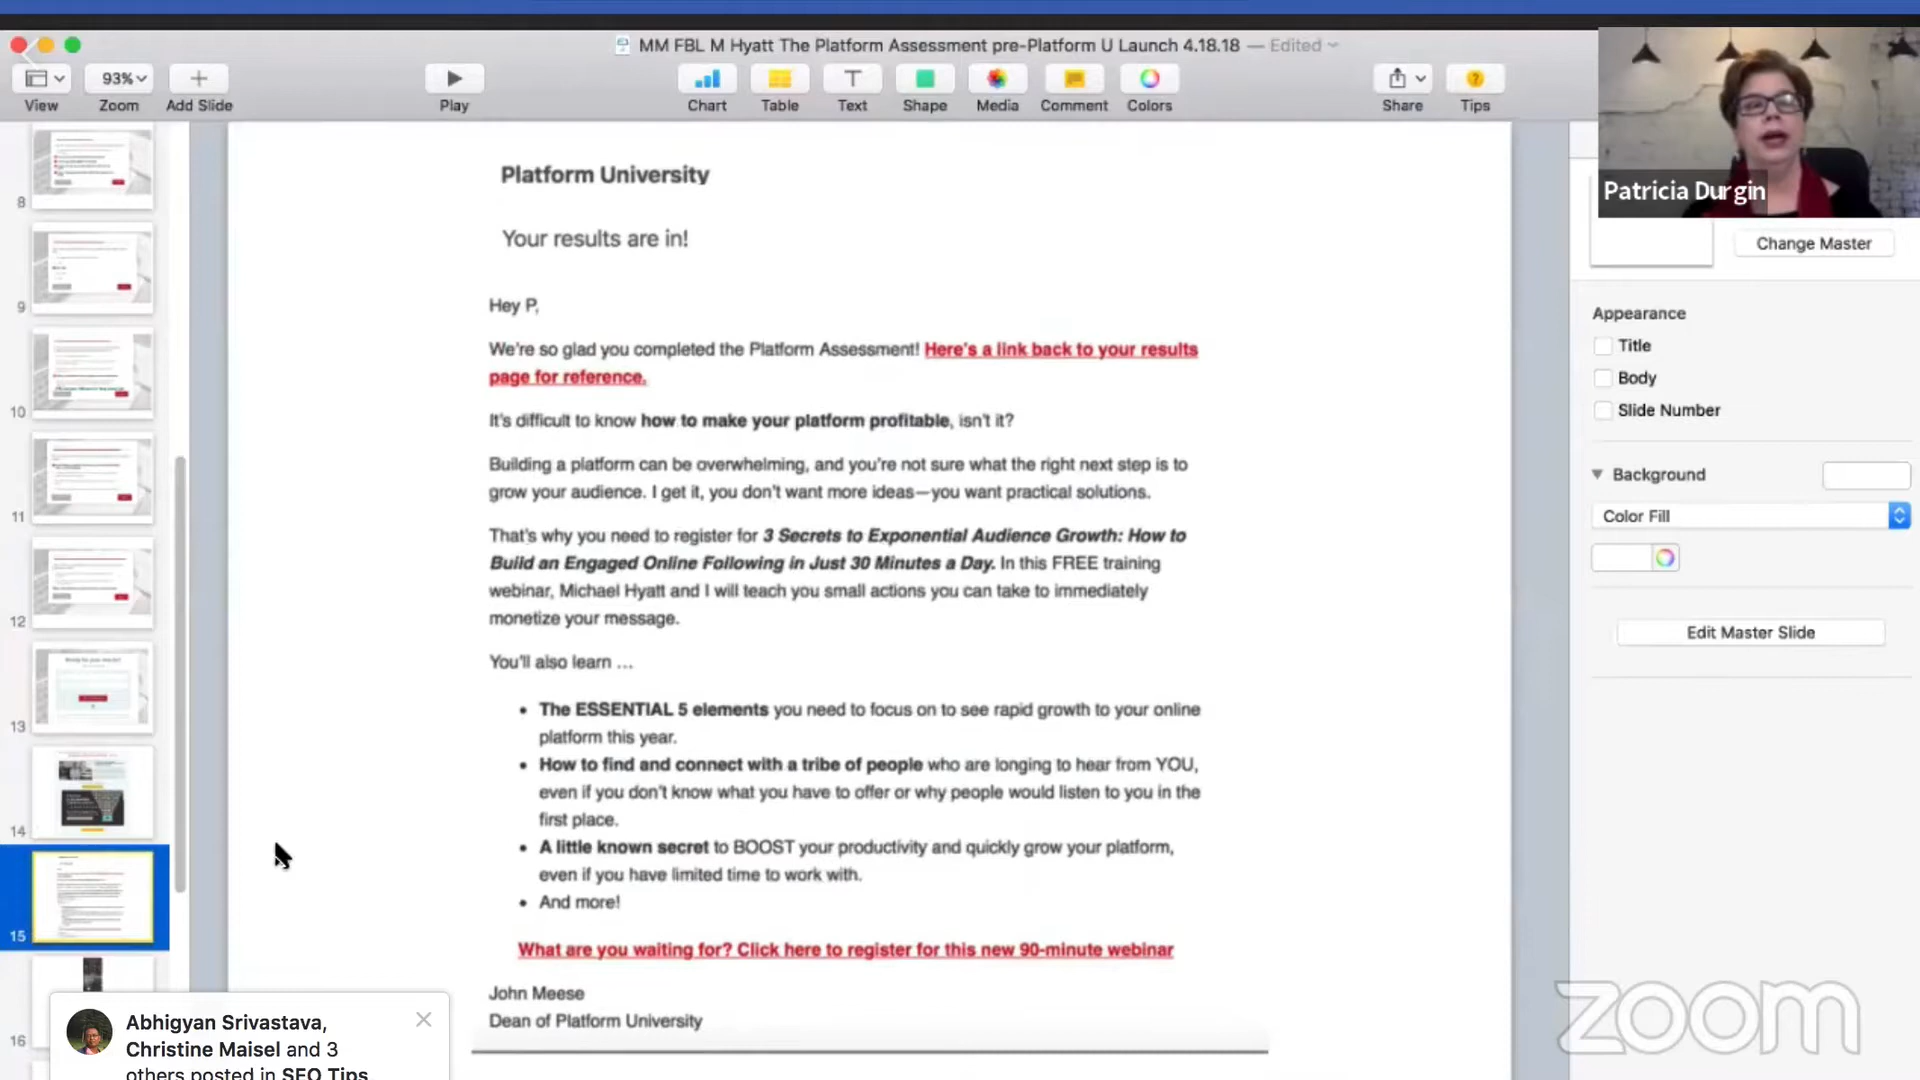 MM FBL M Hyatt The Platform Assessment pre-Platform U Launch 4.18.18 — Edited
93%
View
Zoom
Add Slide
Play
Chart
Table
Text
Shape
Media
Comment
Colors
Share
Tips
Patricia Durgin
8
9
10
11
12
13
14
15
16
Platform University
Your results are in!
Hey P,
We're so glad you completed the Platform Assessment! Here's a link back to your results
page for reference.
It's difficult to know how to make your platform profitable, isn't it?
Building a platform can be overwhelming, and you're not sure what the right next step is to
grow your audience. I get it, you don't want more ideas—you want practical solutions.
That's why you need to register for 3 Secrets to Exponential Audience Growth: How to
Build an Engaged Online Following in Just 30 Minutes a Day. In this FREE training
webinar, Michael Hyatt and I will teach you small actions you can take to immediately
monetize your message.
You'll also learn ...
• The ESSENTIAL 5 elements you need to focus on to see rapid growth to your online
platform this year.
• How to find and connect with a tribe of people who are longing to hear from YOU,
even if you don't know what you have to offer or why people would listen to you in the
first place.
• A little known secret to BOOST your productivity and quickly grow your platform,
even if you have limited time to work with.
• And more!
What are you waiting for? Click here to register for this new 90-minute webinar
John Meese
Dean of Platform University
Change Master
Appearance
Title
Body
Slide Number
Background
Color Fill
Edit Master Slide
Abhigyan Srivastava,
Christine Maisel and 3
others posted in SEO Tips
zoom